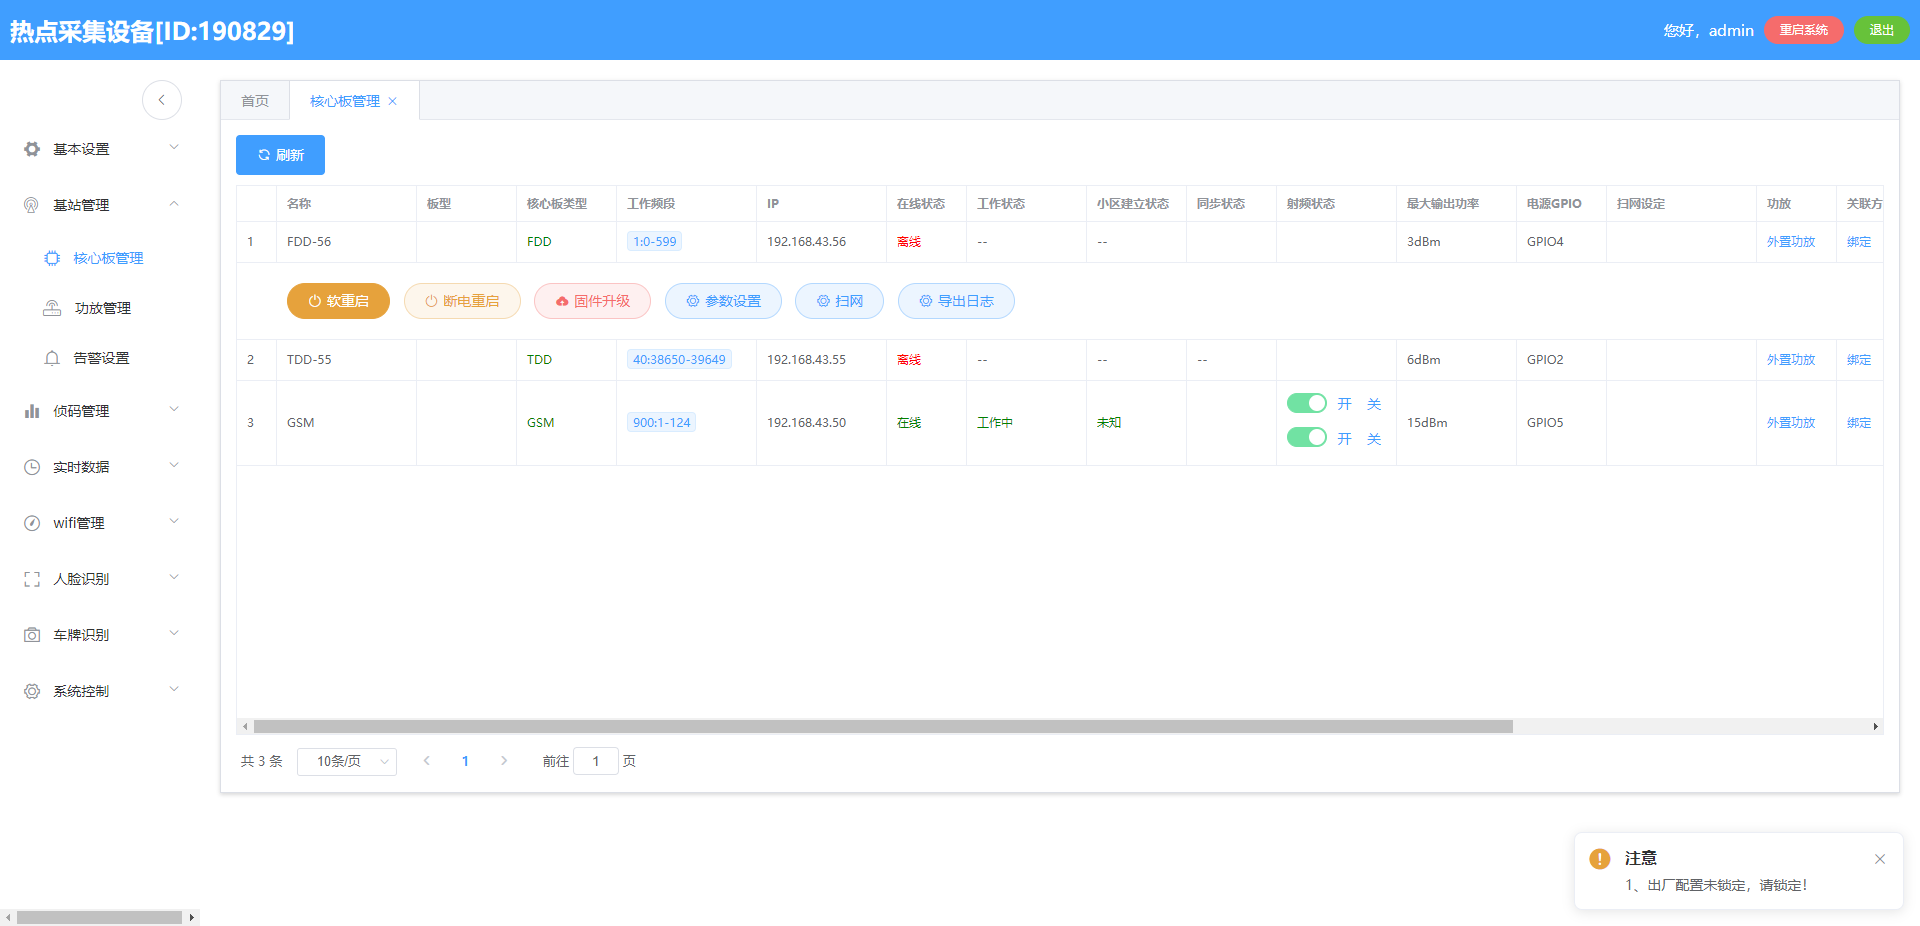 热点采集设备[ID:190829]
您好，admin 重启系统 退出
首页 核心板管理
刷新
基本设置
基站管理
核心板管理
功放管理
告警设置
侦码管理
实时数据
wifi管理
人脸识别
车牌识别
系统控制
名称 板型 核心板类型 工作频段 IP 在线状态 工作状态 小区建立状态 同步状态 射频状态 最大输出功率 电源GPIO 扫网设定 功放 关联方
1 FDD-56 FDD 1:0-599 192.168.43.56 离线 -- -- 3dBm GPIO4 外置功放 绑定
软重启 断电重启 固件升级 参数设置 扫网 导出日志
2 TDD-55 TDD 40:38650-39649 192.168.43.55 离线 -- -- -- 6dBm GPIO2 外置功放 绑定
3 GSM GSM 900:1-124 192.168.43.50 在线 工作中 未知 开 关 15dBm GPIO5 外置功放 绑定
开 关
共 3 条 10条/页 1 前往 1 页
注意
1、出厂配置未锁定，请锁定！